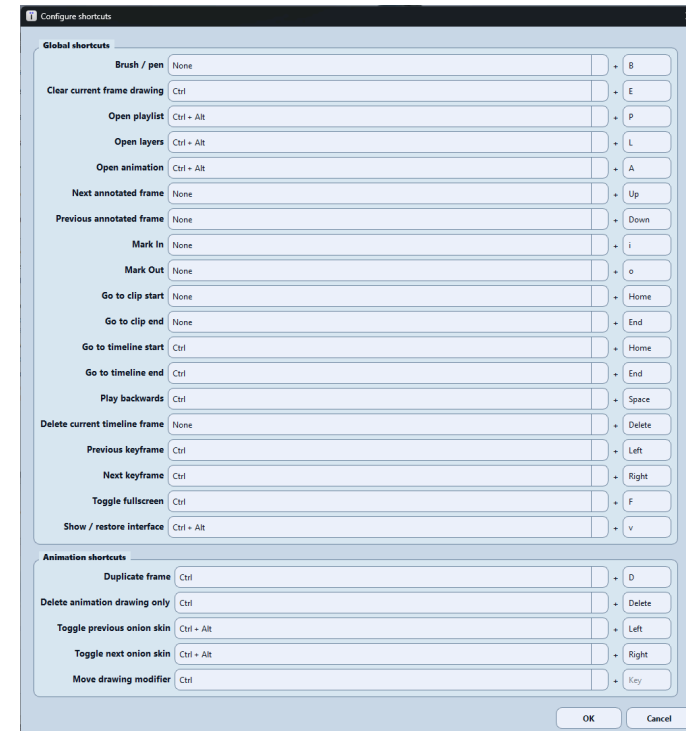 Configure shortcuts
Global shortcuts
Brush / pen None + B
Clear current frame drawing Ctrl + E
Open playlist Ctrl + Alt + P
Open layers Ctrl + Alt + L
Open animation Ctrl + Alt + A
Next annotated frame None + Up
Previous annotated frame None + Down
Mark In None + i
Mark Out None + o
Go to clip start None + Home
Go to clip end None + End
Go to timeline start Ctrl + Home
Go to timeline end Ctrl + End
Play backwards Ctrl + Space
Delete current timeline frame None + Delete
Previous keyframe Ctrl + Left
Next keyframe Ctrl + Right
Toggle fullscreen Ctrl + F
Show / restore interface Ctrl + Alt + v
Animation shortcuts
Duplicate frame Ctrl + D
Delete animation drawing only Ctrl + Delete
Toggle previous onion skin Ctrl + Alt + Left
Toggle next onion skin Ctrl + Alt + Right
Move drawing modifier Ctrl + Key
OK Cancel